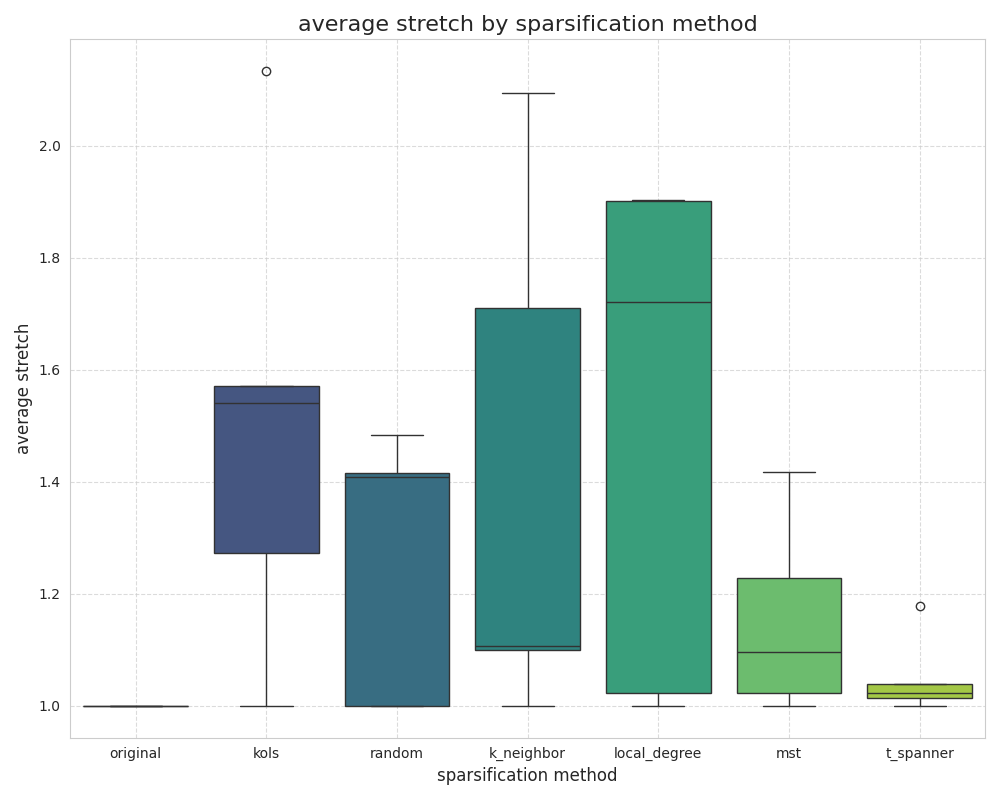 average stretch by sparsification method
average stretch
2.0
1.8
1.6
1.4
1.2
1.0
original kols random k_neighbor local_degree mst t_spanner
sparsification method